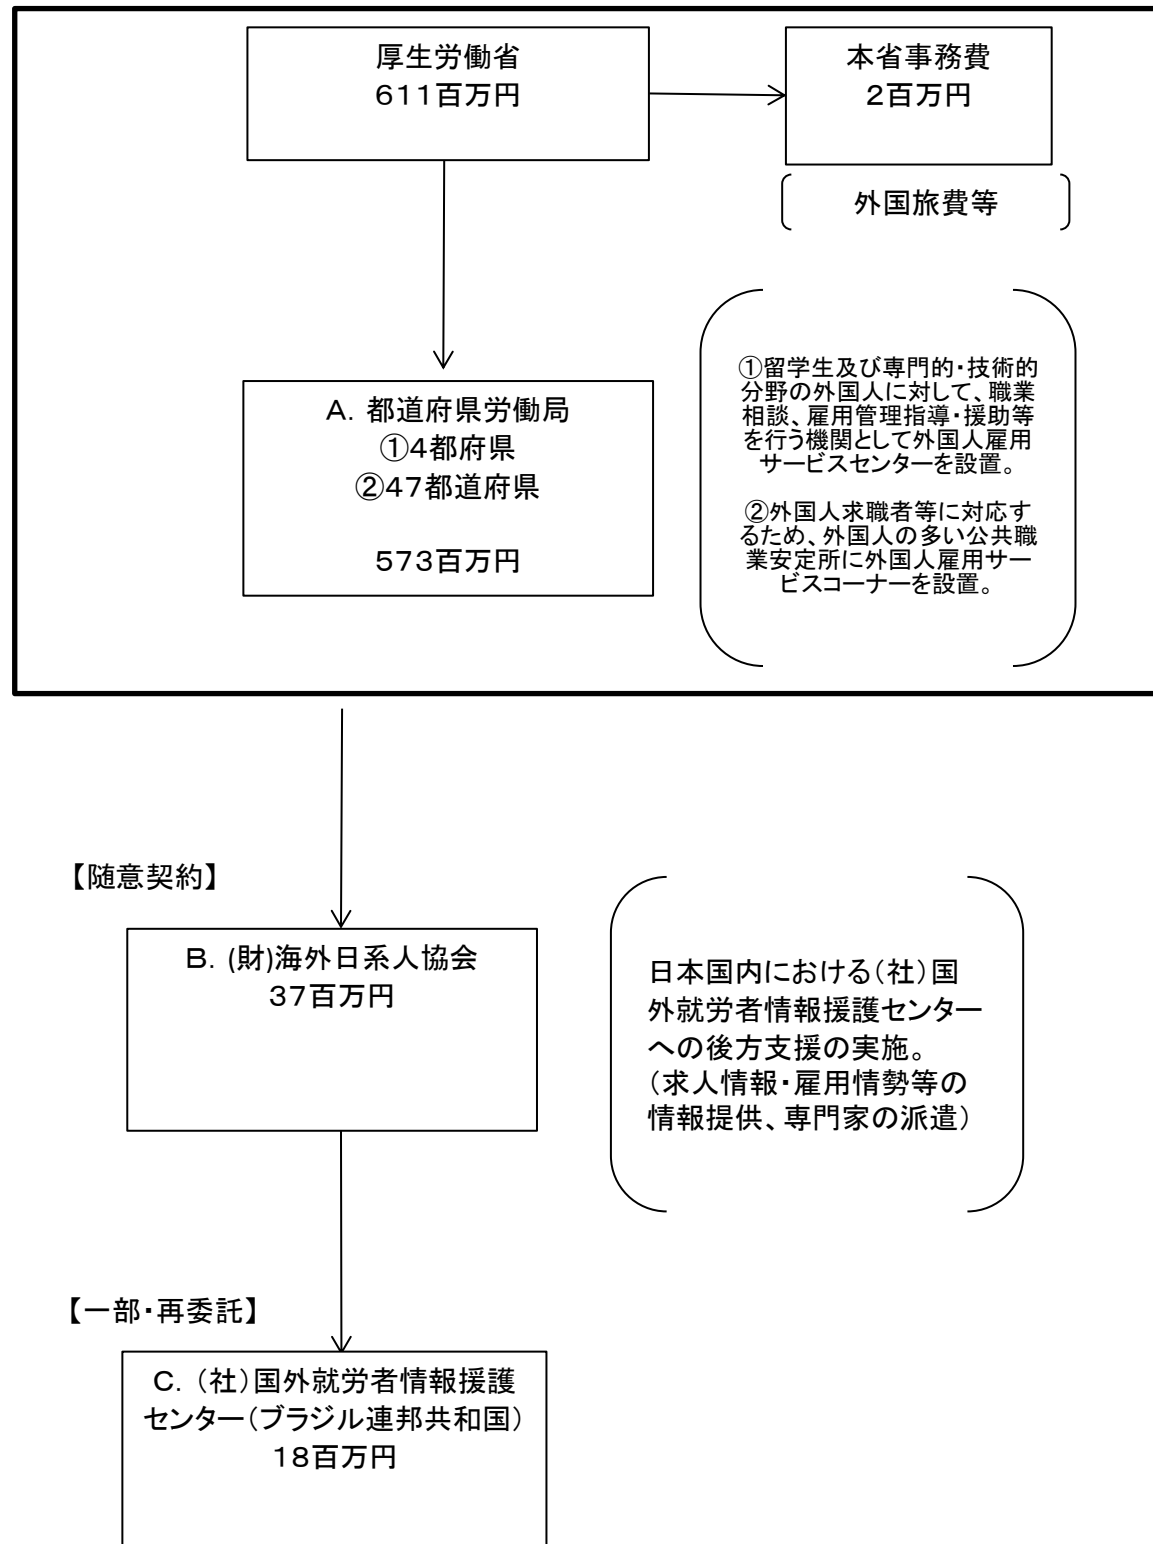 厚生労働省
611百万円
本省事務費
2百万円
外国旅費等
A. 都道府県労働局
①4都府県
②47都道府県
573百万円
①留学生及び専門的・技術的
分野の外国人に対して、職業
相談、雇用管理指導・援助等
を行う機関として外国人雇用
サービスセンターを設置。
②外国人求職者等に対応す
るため、外国人の多い公共職
業安定所に外国人雇用サー
ビスコーナーを設置。
【随意契約】
B. (財)海外日系人協会
37百万円
日本国内における(社)国
外就労者情報援護センター
への後方支援の実施。
(求人情報・雇用情勢等の
情報提供、専門家の派遣)
【一部・再委託】
C. (社)国外就労者情報援護
センター(ブラジル連邦共和国)
18百万円